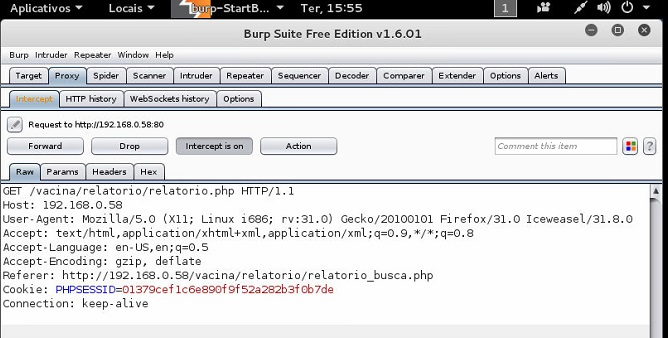 Aplicativos Locais burp-StartB... Ter, 15:55 1
Burp Suite Free Edition v1.6.01
Burp Intruder Repeater Window Help
Target Proxy Spider Scanner Intruder Repeater Sequencer Decoder Comparer Extender Options Alerts
Intercept HTTP history WebSockets history Options
Request to http://192.168.0.58:80
Forward Drop Intercept is on Action Comment this item ?
Raw Params Headers Hex
GET /vacina/relatorio/relatorio.php HTTP/1.1
Host: 192.168.0.58
User-Agent: Mozilla/5.0 (X11; Linux i686; rv:31.0) Gecko/20100101 Firefox/31.0 Iceweasel/31.8.0
Accept: text/html,application/xhtml+xml,application/xml;q=0.9,*/*;q=0.8
Accept-Language: en-US,en;q=0.5
Accept-Encoding: gzip, deflate
Referer: http://192.168.0.58/vacina/relatorio/relatorio_busca.php
Cookie: PHPSESSID=01379cef1c6e890f9f52a282b3f0b7de
Connection: keep-alive